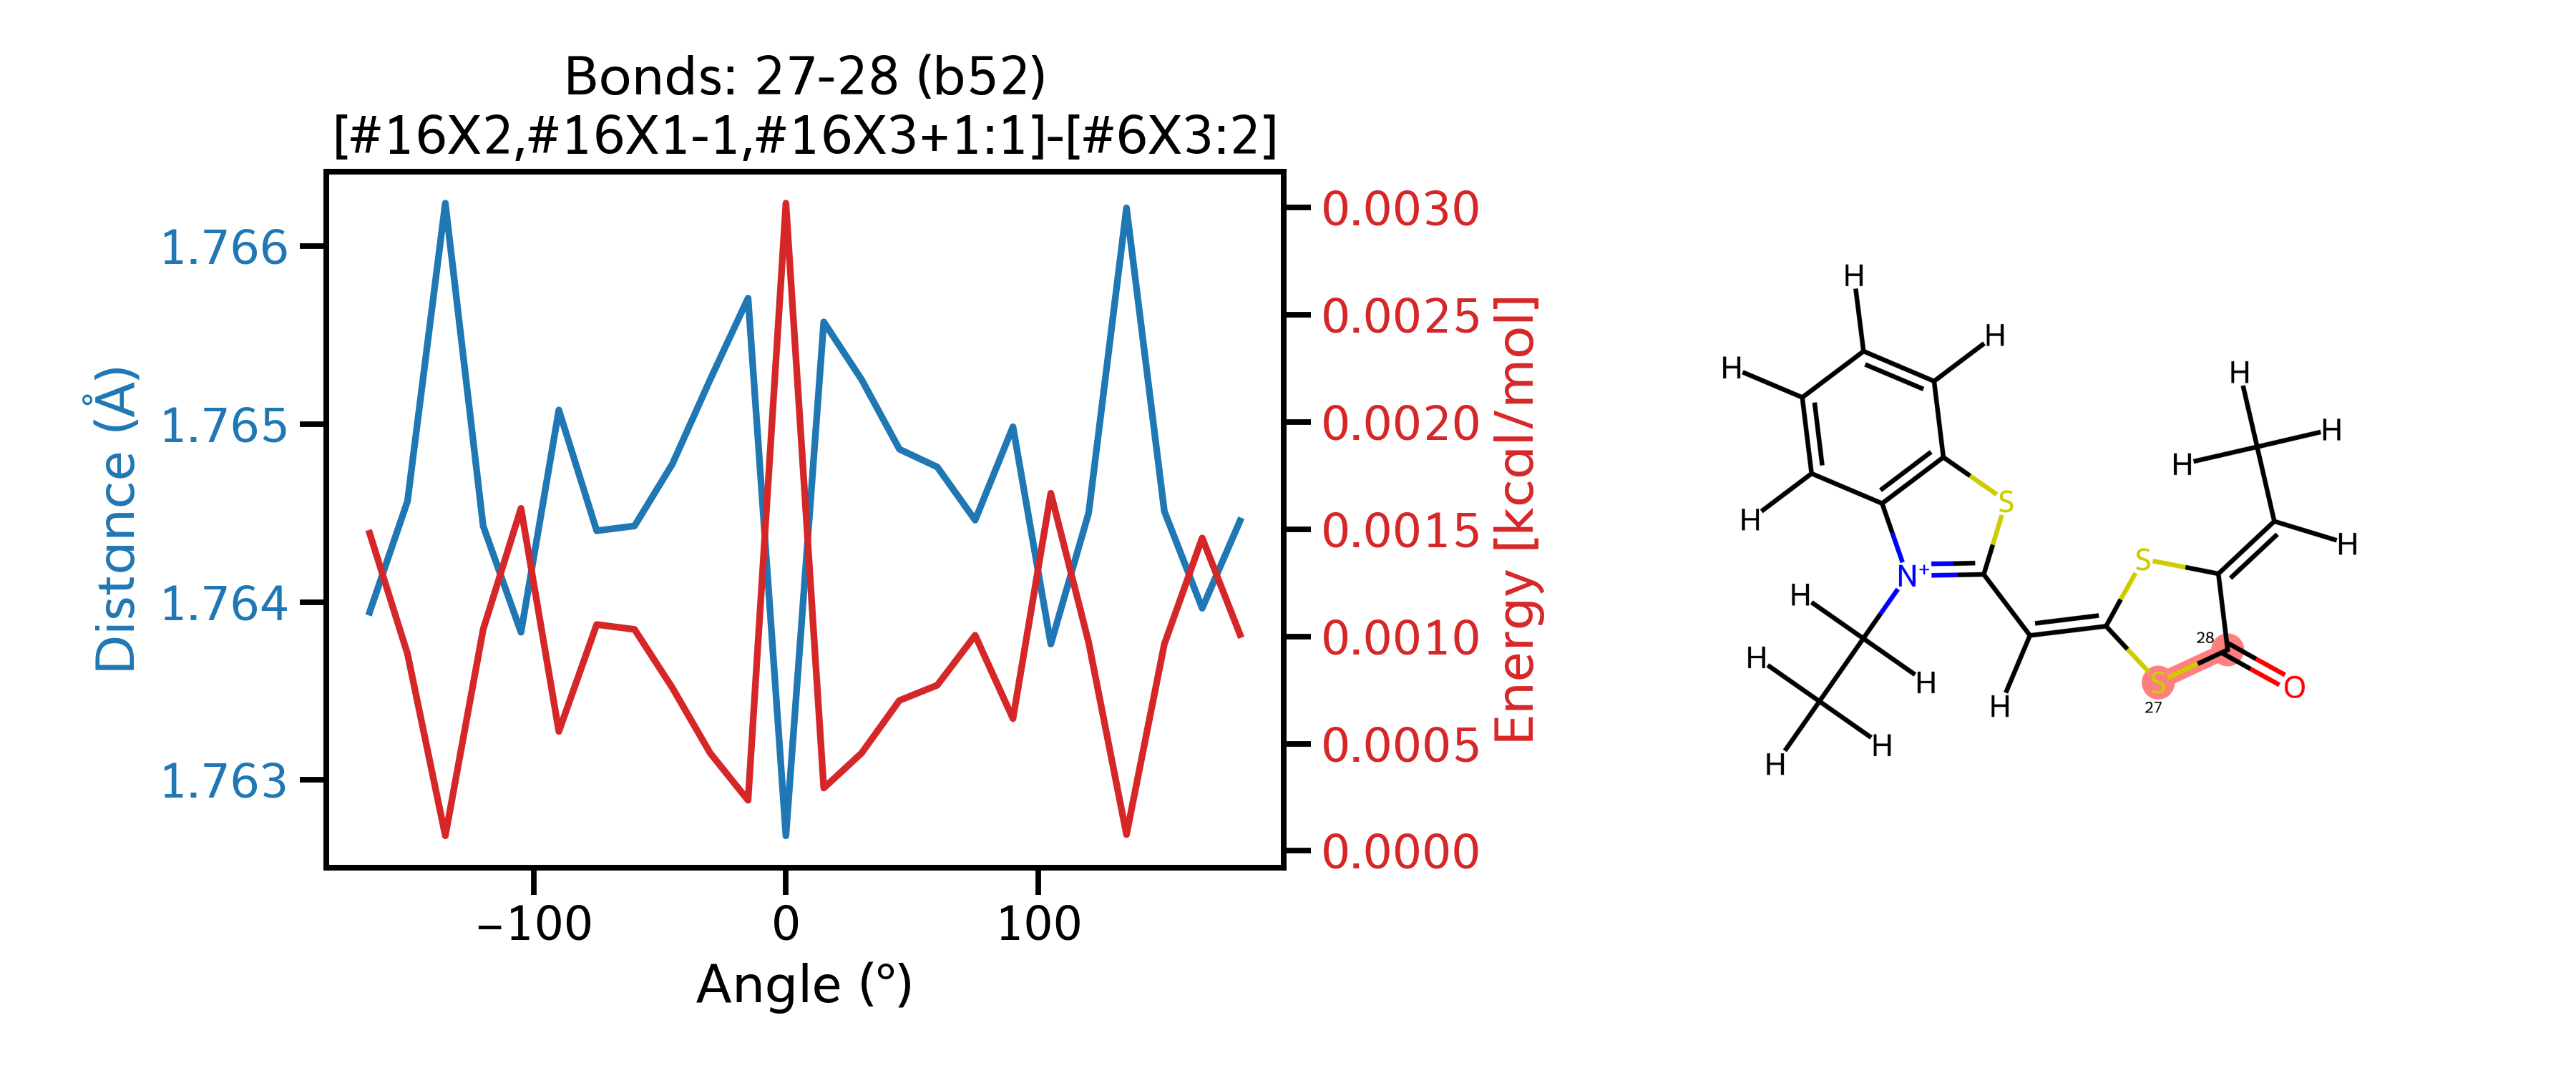 Bonds: 27-28 (b52)
[#16X2,#16X1-1,#16X3+1:1]-[#6X3:2]
Distance (Å)
1.766
1.765
1.764
1.763
0.0030
0.0025
0.0020
0.0015
0.0010
0.0005
0.0000
Energy [kcal/mol]
−100
0
100
Angle (°)
H
H
H
H
H
H
H
S
S
H
N+
H
H
28
H
H
S
27
O
H
H
H